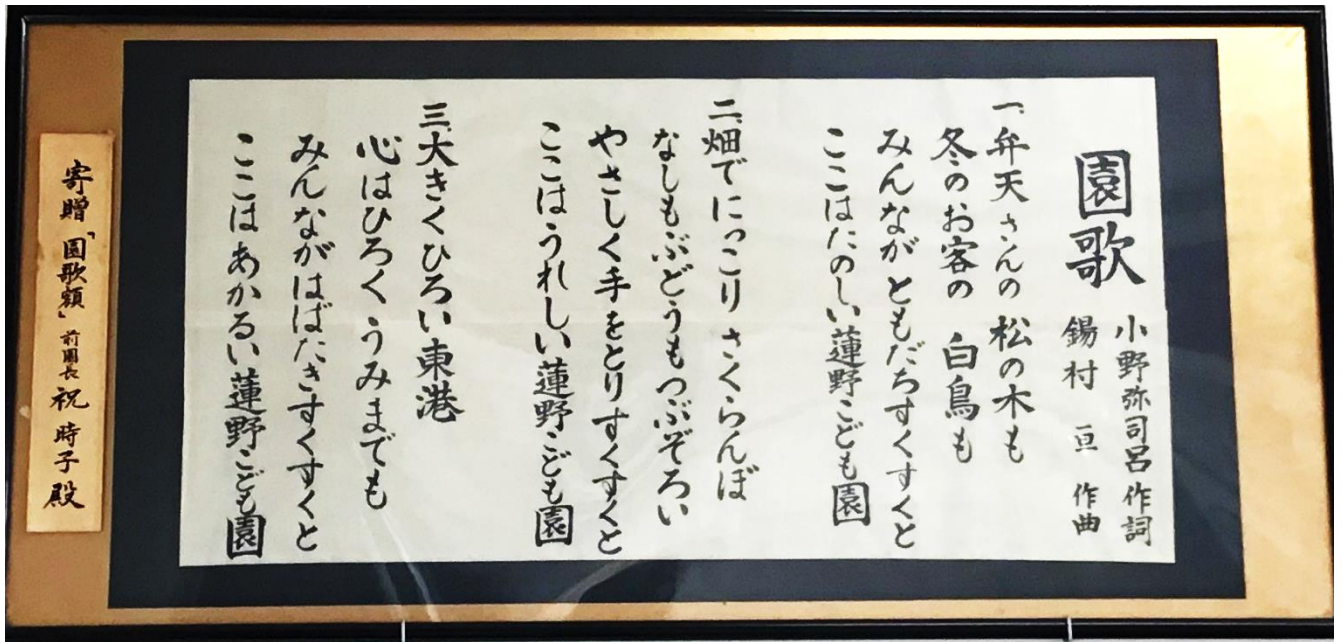 園歌
小野弥司呂 作詞
錫村 亘 作曲
一、弁天さんの 松の木も
冬のお客の 白鳥も
みんなが ともだちすくすくと
ここはたのしい 蓮野こども園
二、畑でにっこり さくらんぼ
なしもぶどうもつぶぞろい
やさしく手をとりすくすくと
ここはうれしい 蓮野こども園
三、大きくひろい東港
心はひろく うみまでも
みんながはばたきすくすくと
ここはあかるい蓮野こども園
寄贈「園歌額」前園長 祝 時子 殿